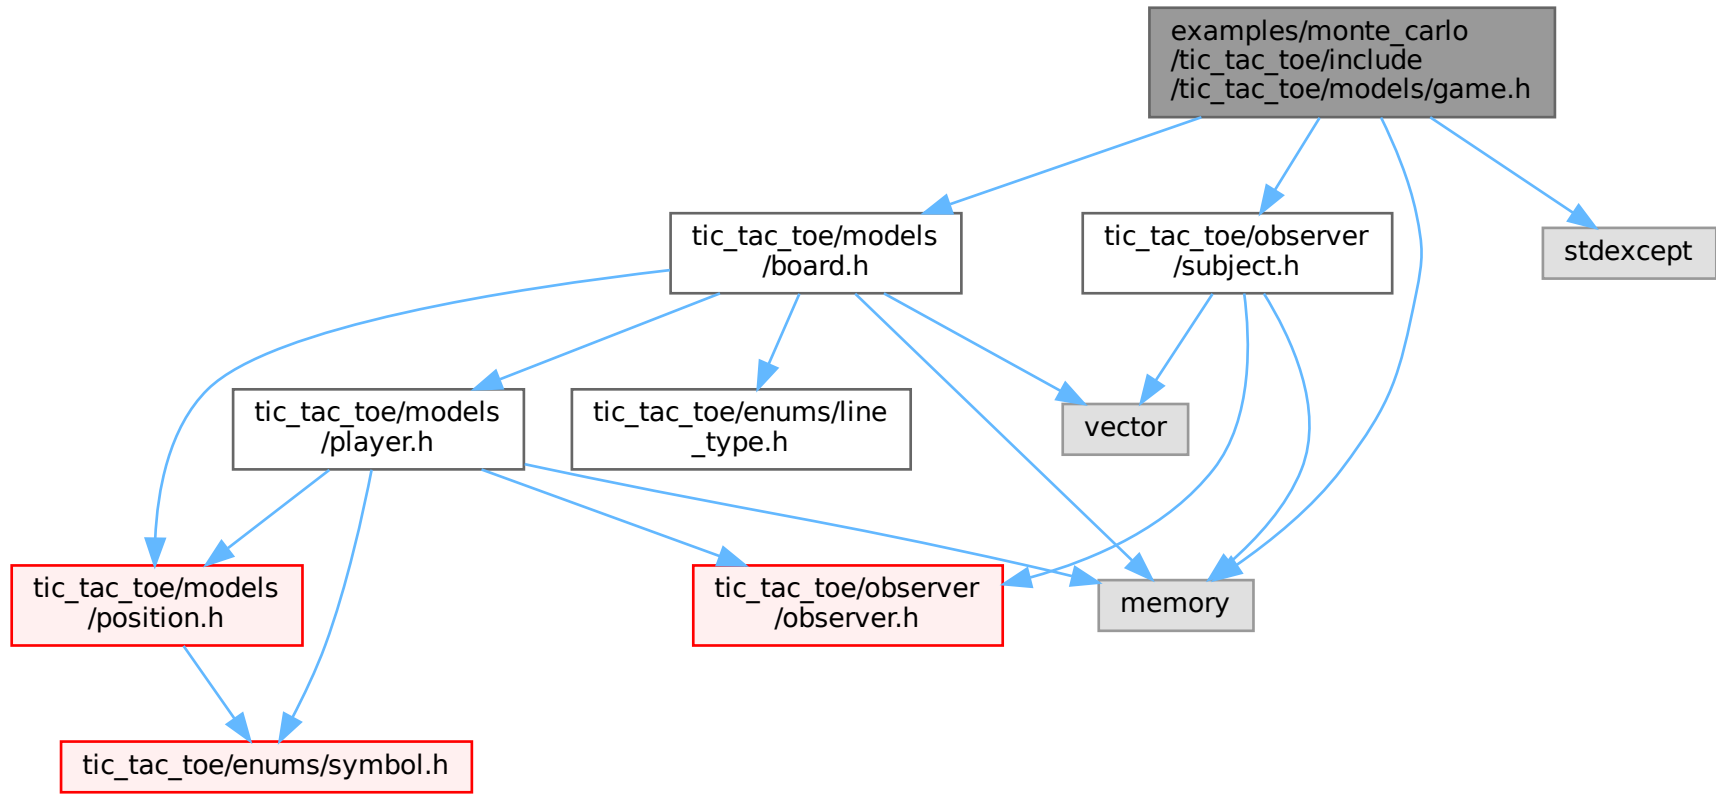 examples/monte_carlo
/tic_tac_toe/include
/tic_tac_toe/models/game.h
tic_tac_toe/models
/board.h
tic_tac_toe/observer
/subject.h
stdexcept
tic_tac_toe/models
/player.h
tic_tac_toe/enums/line
_type.h
vector
tic_tac_toe/models
/position.h
tic_tac_toe/observer
/observer.h
memory
tic_tac_toe/enums/symbol.h